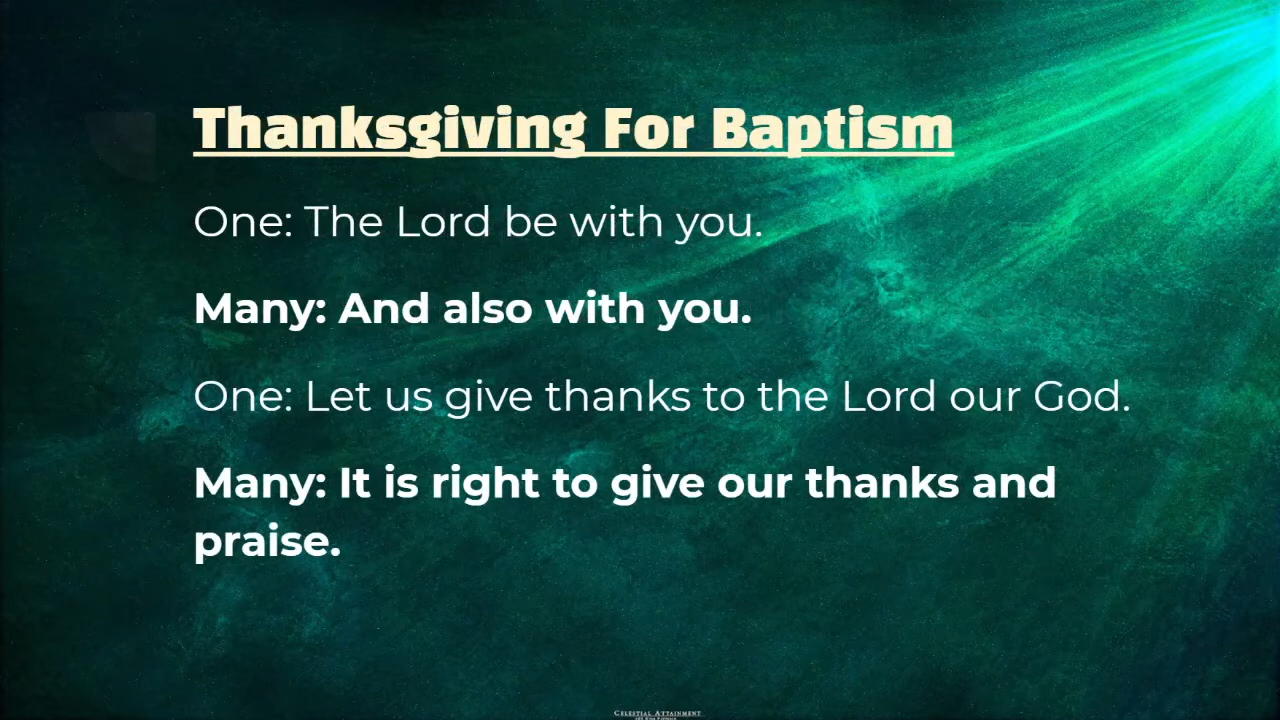 Thanksgiving For Baptism
One: The Lord be with you.
Many: And also with you.
One: Let us give thanks to the Lord our God.
Many: It is right to give our thanks and
praise.
Celestial Attainment